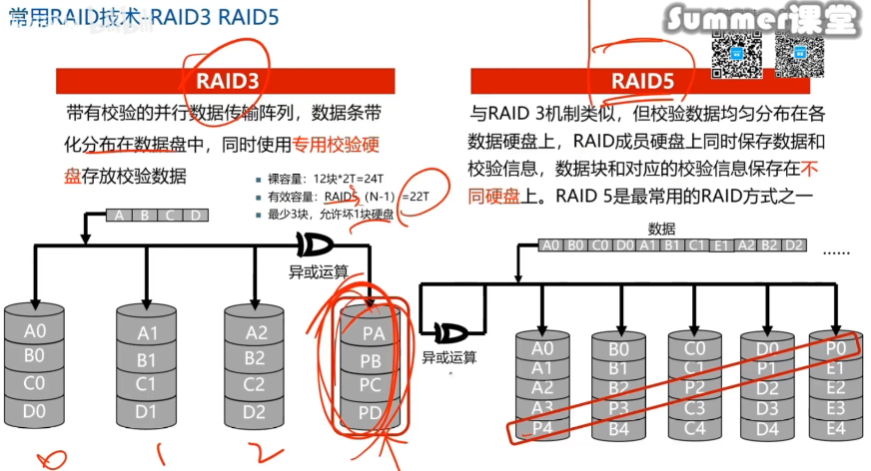 常用RAID技术-RAID3 RAID5
Summer课堂
RAID3
带有校验的并行数据传输阵列，数据条带
化分布在数据盘中，同时使用专用校验硬
盘存放校验数据
裸容量：12块*2T=24T
有效容量：RAID5（N-1）=22T
最少3块，允许坏1块硬盘
A B C D
异或运算
A0 A1 A2 PA
B0 B1 B2 PB
C0 C1 C2 PC
D0 D1 D2 PD
0 1 2
RAID5
与RAID 3机制类似，但校验数据均匀分布在各
数据硬盘上，RAID成员硬盘上同时保存数据和
校验信息，数据块和对应的校验信息保存在不
同硬盘上。RAID 5是最常用的RAID方式之一
数据
A0 B0 C0 D0 A1 B1 C1 E1 A2 B2 D2 ……
异或运算
A0 B0 C0 D0 P0
A1 B1 C1 P1 E1
A2 B2 P2 D2 E2
A3 P3 C3 D3 E3
P4 B4 C4 D4 E4